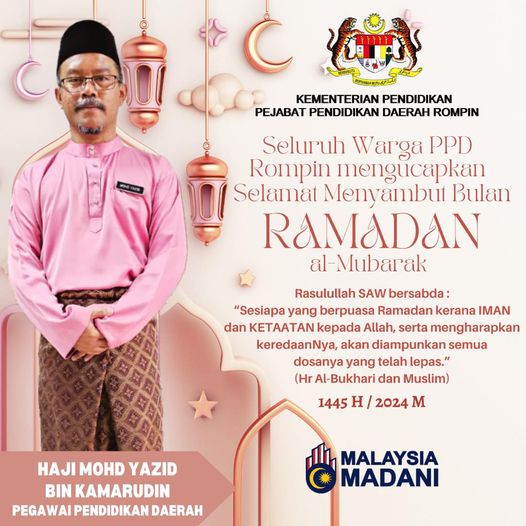 KEMENTERIAN PENDIDIKAN
PEJABAT PENDIDIKAN DAERAH ROMPIN
Seluruh Warga PPD
Rompin mengucapkan
Selamat Menyambut Bulan
RAMADAN
al-Mubarak
Rasulullah SAW bersabda :
“Sesiapa yang berpuasa Ramadan kerana IMAN
dan KETAATAN kepada Allah, serta mengharapkan
keredaanNya, akan diampunkan semua
dosanya yang telah lepas.”
(Hr Al-Bukhari dan Muslim)
1445 H / 2024 M
MOHD YAZID
HAJI MOHD YAZID
BIN KAMARUDIN
PEGAWAI PENDIDIKAN DAERAH
MALAYSIA
MADANI